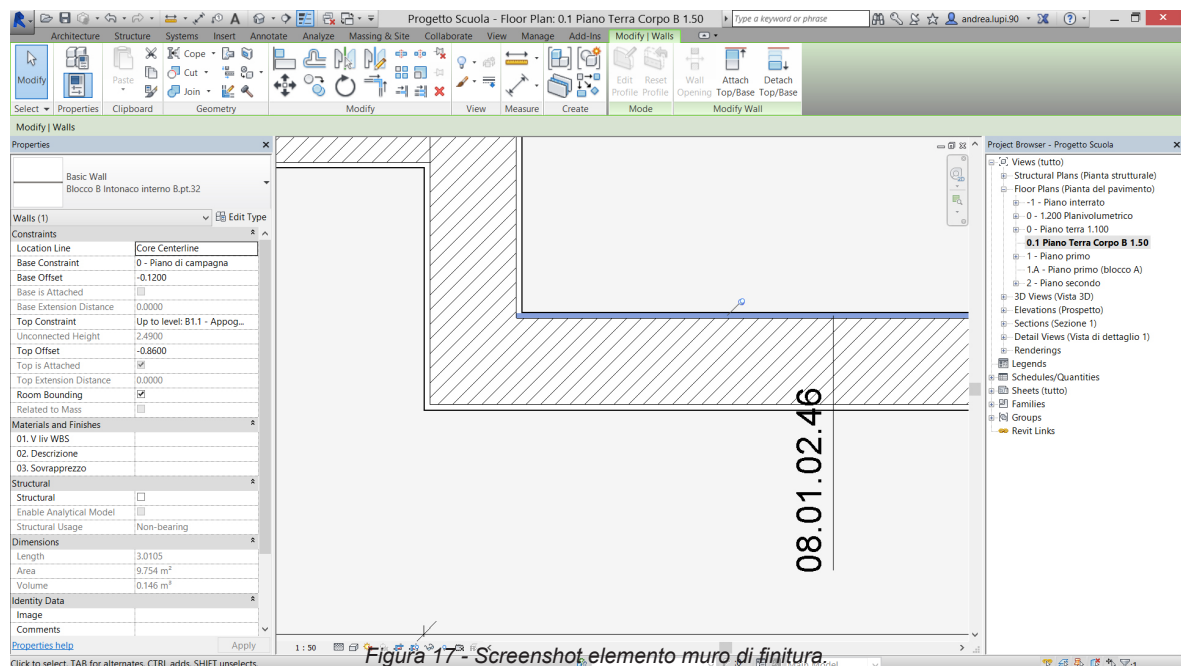 Progetto Scuola - Floor Plan: 0.1 Piano Terra Corpo B 1.50
Type a keyword or phrase
andrea.lupi.90
Architecture Structure Systems Insert Annotate Analyze Massing & Site Collaborate View Manage Add-Ins Modify | Walls
Modify
Paste
Cope
Cut
Join
Edit Profile
Reset Profile
Wall Opening
Attach Top/Base
Detach Top/Base
Select Properties Clipboard Geometry Modify View Measure Create Mode Modify Wall
Modify | Walls
Properties
Basic Wall
Blocco B Intonaco interno B.pt.32
Walls (1) Edit Type
Constraints
Location Line Core Centerline
Base Constraint 0 - Piano di campagna
Base Offset -0.1200
Base is Attached
Base Extension Distance 0.0000
Top Constraint Up to level: B1.1 - Appog...
Unconnected Height 2.4900
Top Offset -0.8600
Top is Attached
Top Extension Distance 0.0000
Room Bounding
Related to Mass
Materials and Finishes
01. V liv WBS
02. Descrizione
03. Sovrapprezzo
Structural
Structural
Enable Analytical Model
Structural Usage Non-bearing
Dimensions
Length 3.0105
Area 9.754 m²
Volume 0.146 m³
Identity Data
Image
Comments
Properties help Apply
08.01.02.46
1 : 50
Project Browser - Progetto Scuola
Views (tutto)
Structural Plans (Pianta strutturale)
Floor Plans (Pianta del pavimento)
-1 - Piano interrato
0 - 1.200 Planivolumetrico
0 - Piano terra 1.100
0.1 Piano Terra Corpo B 1.50
1 - Piano primo
1.A - Piano primo (blocco A)
2 - Piano secondo
3D Views (Vista 3D)
Elevations (Prospetto)
Sections (Sezione 1)
Detail Views (Vista di dettaglio 1)
Renderings
Legends
Schedules/Quantities
Sheets (tutto)
Families
Groups
Revit Links
Click to select, TAB for alternates, CTRL adds, SHIFT unselects.
Figura 17 - Screenshot elemento muro di finitura